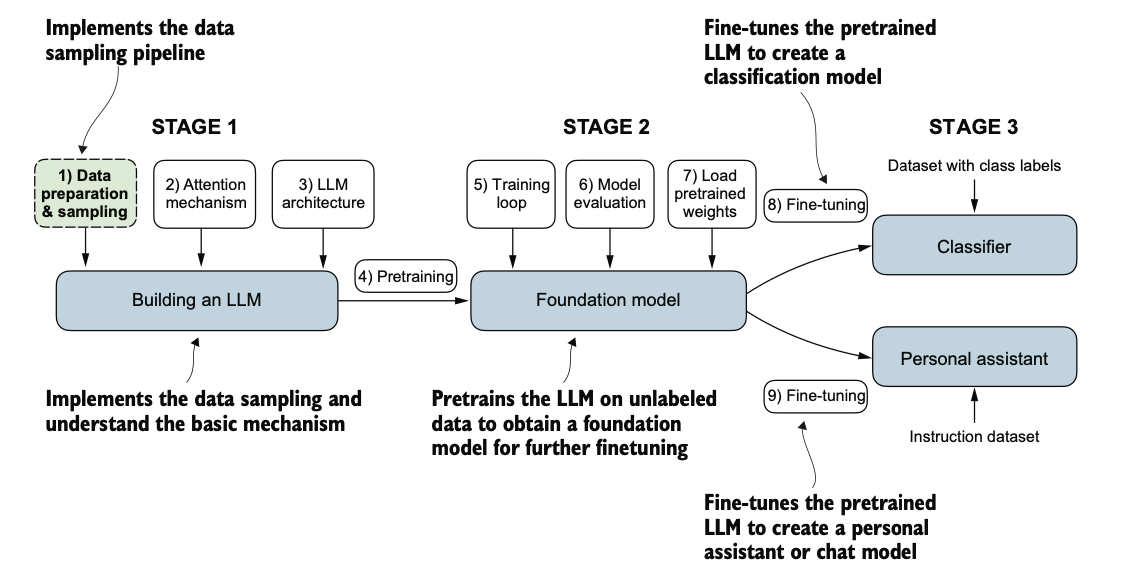 Implements the data
sampling pipeline
Fine-tunes the pretrained
LLM to create a
classification model
STAGE 1
STAGE 2
STAGE 3
1) Data
preparation
& sampling
2) Attention
mechanism
3) LLM
architecture
5) Training
loop
6) Model
evaluation
7) Load
pretrained
weights
Dataset with class labels
8) Fine-tuning
Classifier
4) Pretraining
Building an LLM
Foundation model
Personal assistant
9) Fine-tuning
Instruction dataset
Implements the data sampling and
understand the basic mechanism
Pretrains the LLM on unlabeled
data to obtain a foundation
model for further finetuning
Fine-tunes the pretrained
LLM to create a personal
assistant or chat model